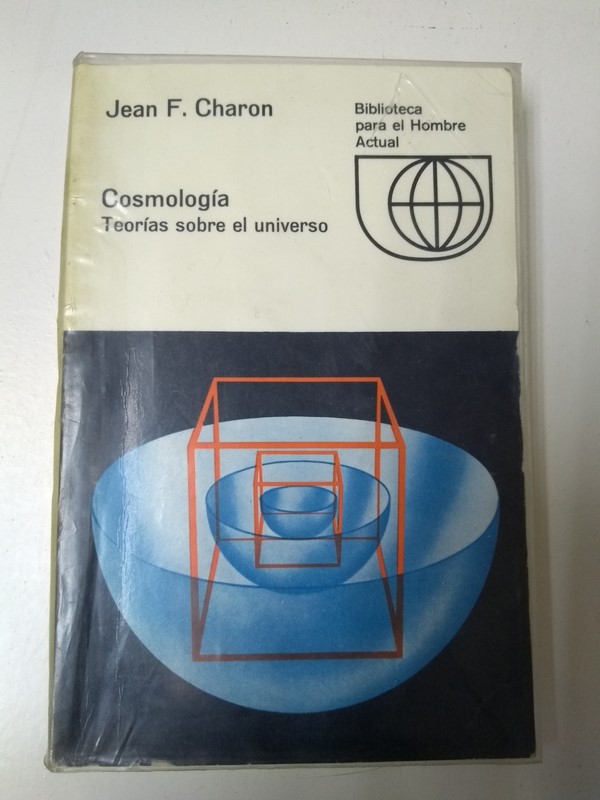 Jean F. Charon
Biblioteca
para el Hombre
Actual
Cosmología
Teorías sobre el universo